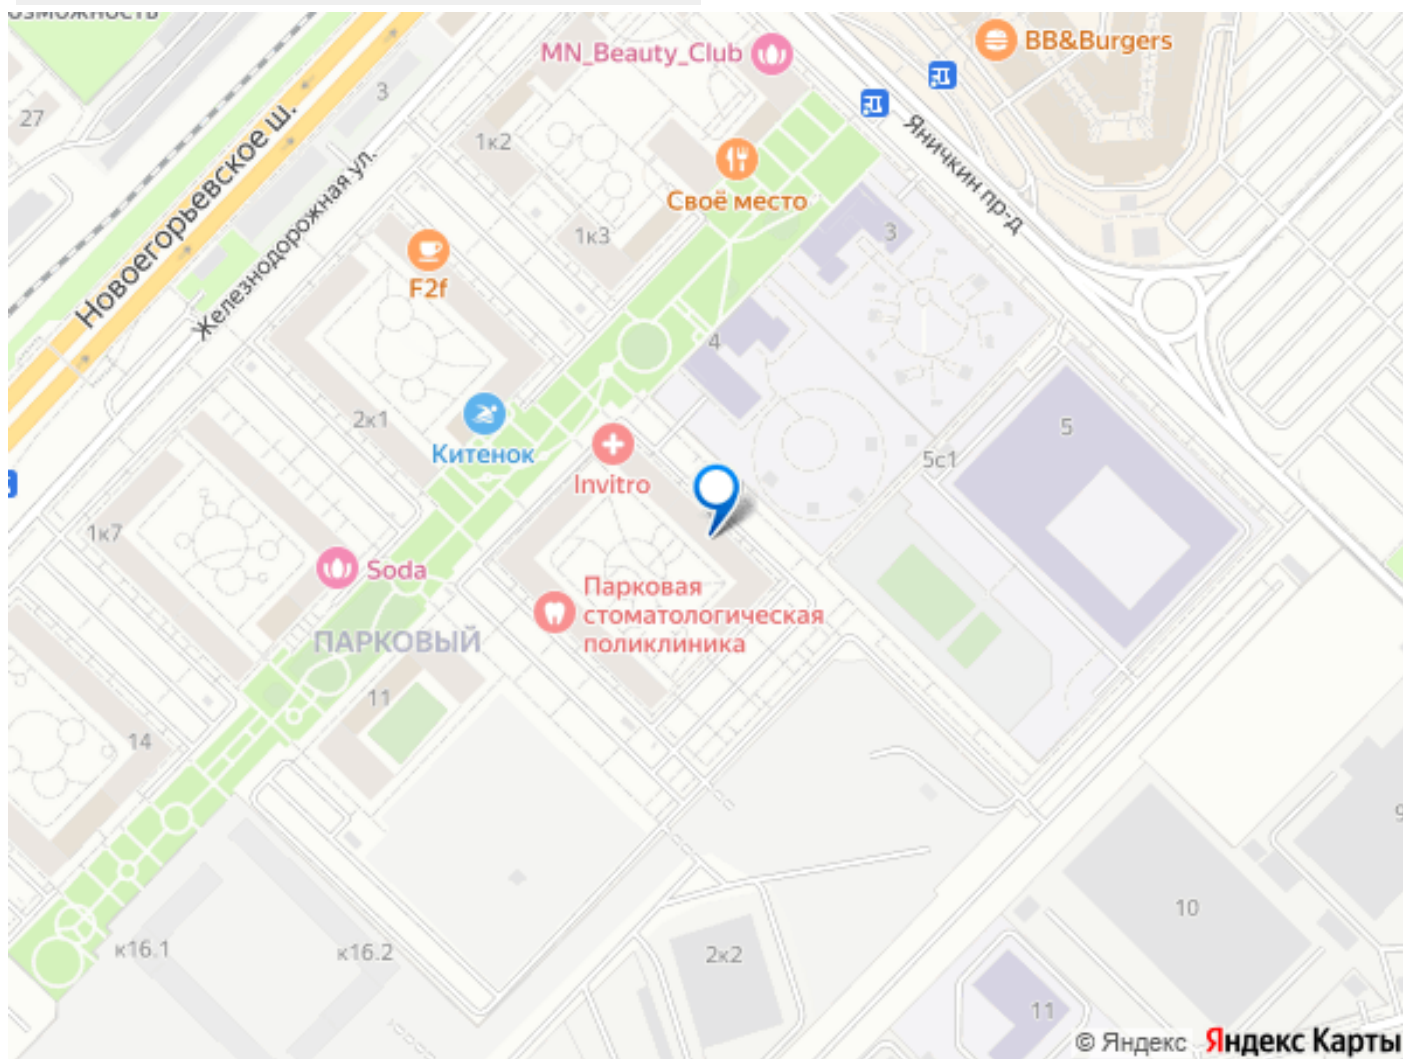 MN_Beauty_Club
BB&Burgers
27
3
Новоегорьевское ш.
Железнодорожная ул.
1к2
Яничкин пр-д
Своё место
1к3
3
F2f
4
2к1
5
Китенок
5с1
Invitro
1к7
Soda
Парковая
стоматологическая
поликлиника
ПАРКОВЫЙ
11
14
10
к16.1
к16.2
2к2
11
© Яндекс Яндекс Карты